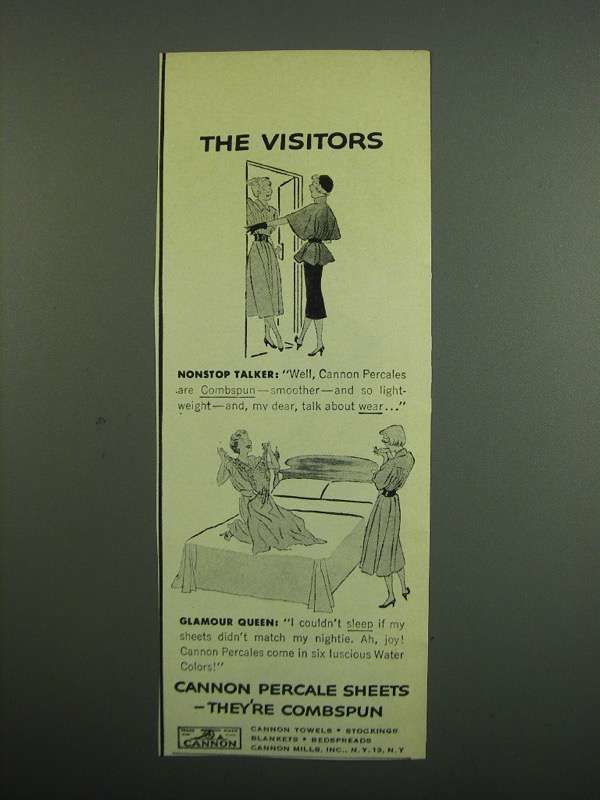 THE VISITORS
NONSTOP TALKER: "Well, Cannon Percales
are Combspun—smoother—and so light-
weight—and, my dear, talk about wear..."
GLAMOUR QUEEN: "I couldn't sleep if my
sheets didn't match my nightie. Ah, joy!
Cannon Percales come in six luscious Water
Colors!"
CANNON PERCALE SHEETS
—THEY'RE COMBSPUN
CANNON
CANNON TOWELS • STOCKINGS
BLANKETS • BEDSPREADS
CANNON MILLS, INC., N.Y. 13, N.Y